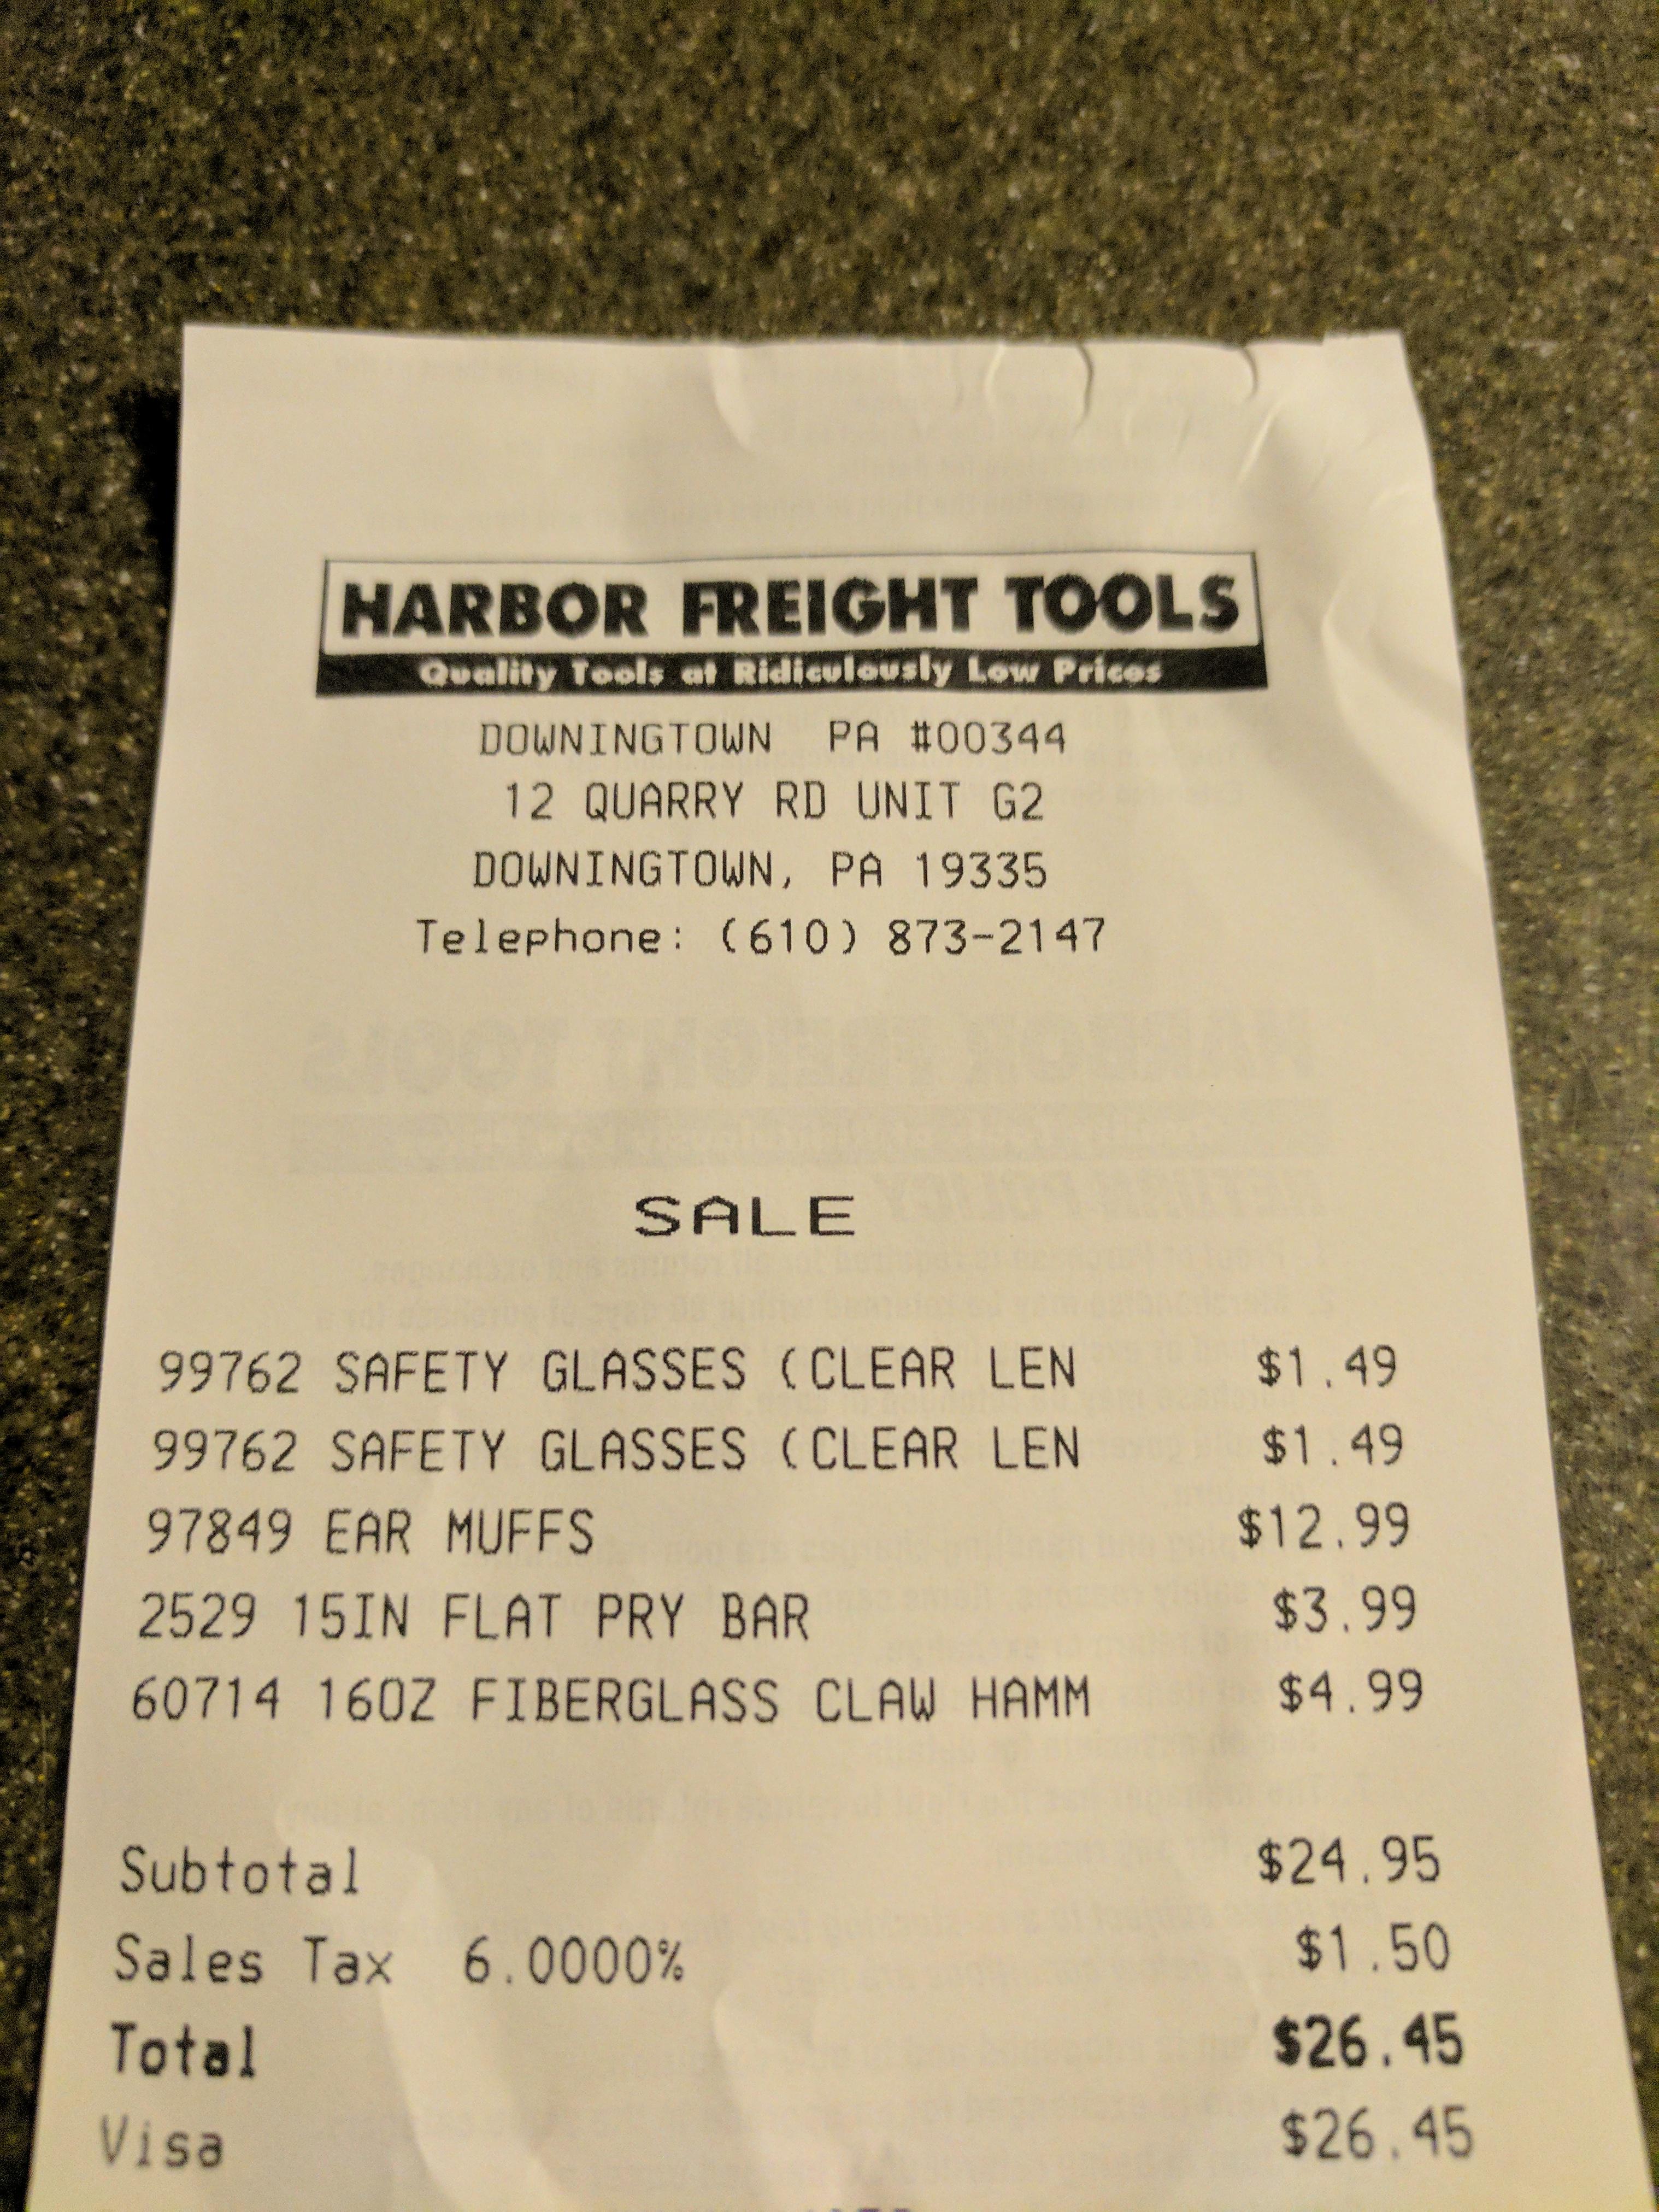 HARBOR FREIGHT TOOLS
Quality Tools at Ridiculously Low Prices
DOWNINGTOWN PA #00344
12 QUARRY RD UNIT G2
DOWNINGTOWN, PA 19335
Telephone: (610) 873-2147
SALE
99762 SAFETY GLASSES (CLEAR LEN $1.49
99762 SAFETY GLASSES (CLEAR LEN $1.49
97849 EAR MUFFS $12.99
2529 15IN FLAT PRY BAR $3.99
60714 16OZ FIBERGLASS CLAW HAMM $4.99
Subtotal $24.95
Sales Tax 6.0000% $1.50
Total $26.45
Visa $26.45